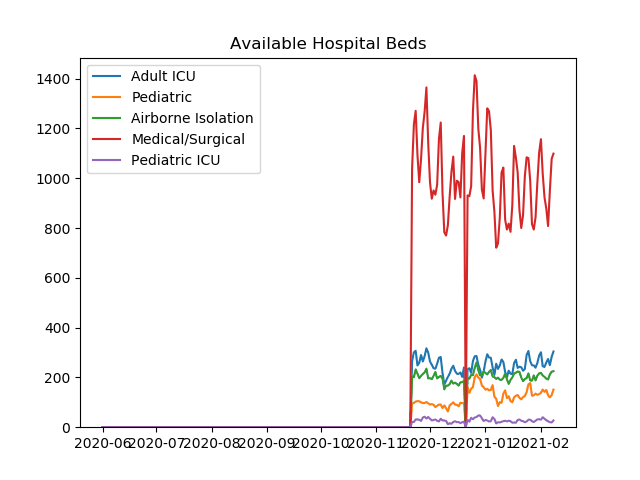 Available Hospital Beds
Adult ICU
Pediatric
Airborne Isolation
Medical/Surgical
Pediatric ICU
1400
1200
1000
800
600
400
200
0
2020-06 2020-07 2020-08 2020-09 2020-10 2020-11 2020-12 2021-01 2021-02